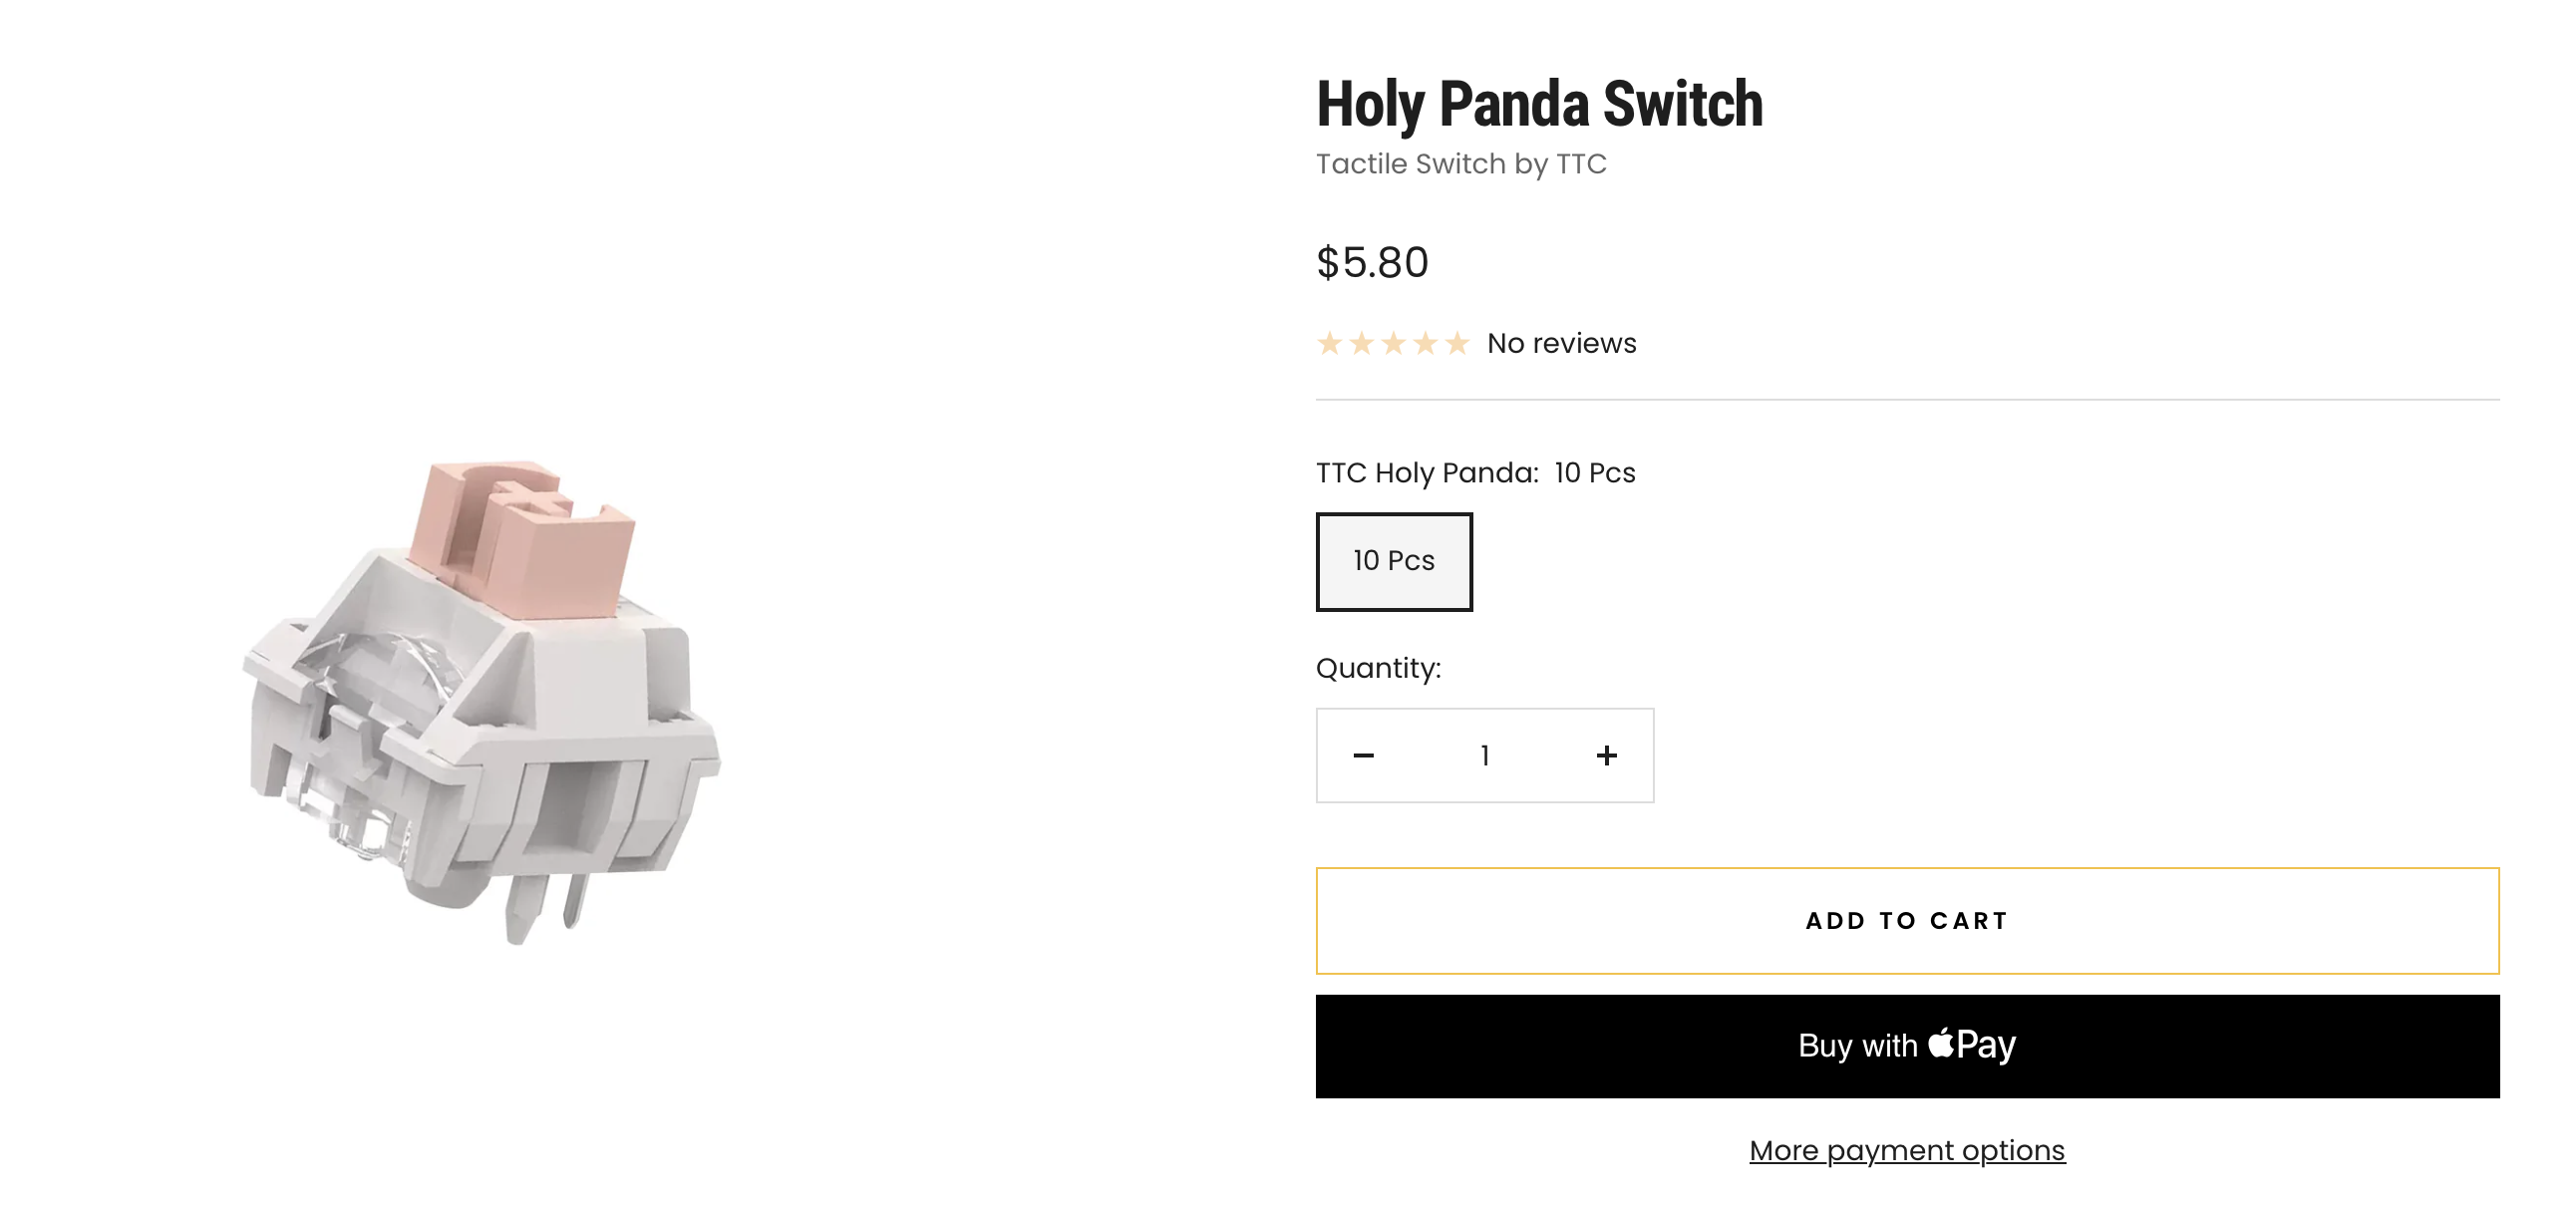 Holy Panda Switch
Tactile Switch by TTC
$5.80
No reviews
TTC Holy Panda: 10 Pcs
10 Pcs
Quantity:
− 1 +
ADD TO CART
Buy with Pay
More payment options